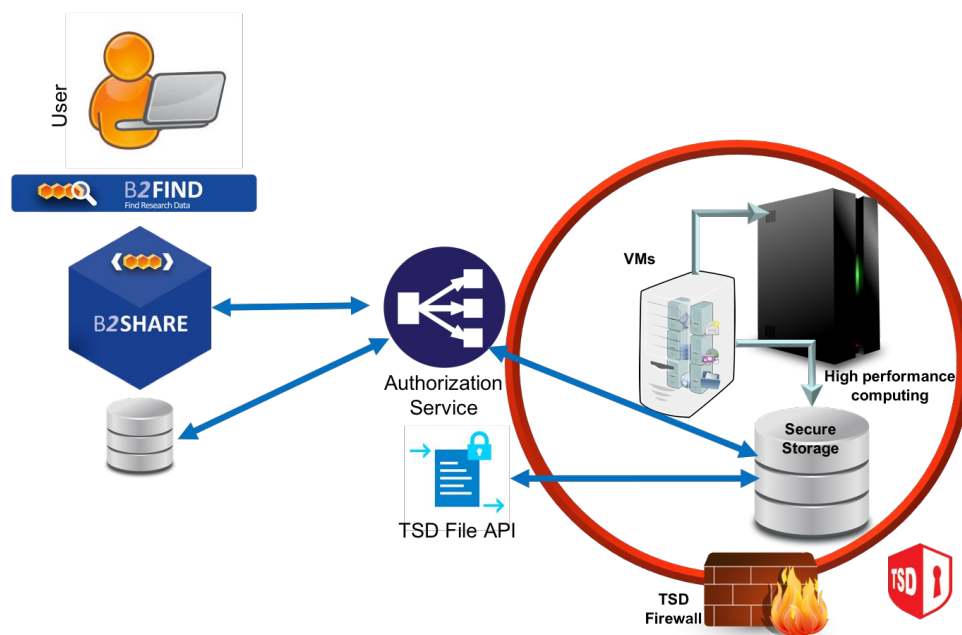 User
B2FIND
Find Research Data
B2SHARE
Authorization
Service
TSD File API
VMs
High performance
computing
Secure
Storage
TSD
Firewall
TSD